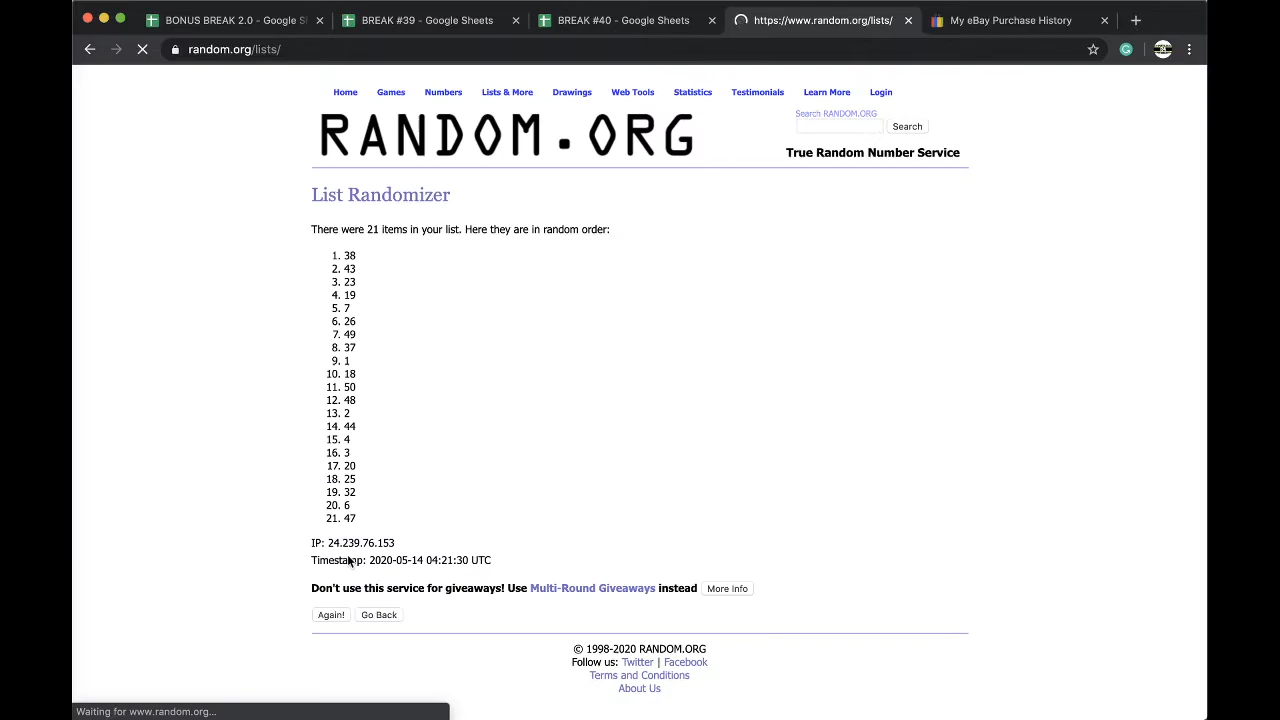 BONUS BREAK 2.0 - Google S
BREAK #39 - Google Sheets
BREAK #40 - Google Sheets
https://www.random.org/lists/
My eBay Purchase History
random.org/lists/
Home Games Numbers Lists & More Drawings Web Tools Statistics Testimonials Learn More Login
RANDOM.ORG
Search RANDOM.ORG
Search
True Random Number Service
List Randomizer
There were 21 items in your list. Here they are in random order:
1. 38
2. 43
3. 23
4. 19
5. 7
6. 26
7. 49
8. 37
9. 1
10. 18
11. 50
12. 48
13. 2
14. 44
15. 4
16. 3
17. 20
18. 25
19. 32
20. 6
21. 47
IP: 24.239.76.153
Timestamp: 2020-05-14 04:21:30 UTC
Don't use this service for giveaways! Use Multi-Round Giveaways instead More Info
Again! Go Back
© 1998-2020 RANDOM.ORG
Follow us: Twitter | Facebook
Terms and Conditions
About Us
Waiting for www.random.org...